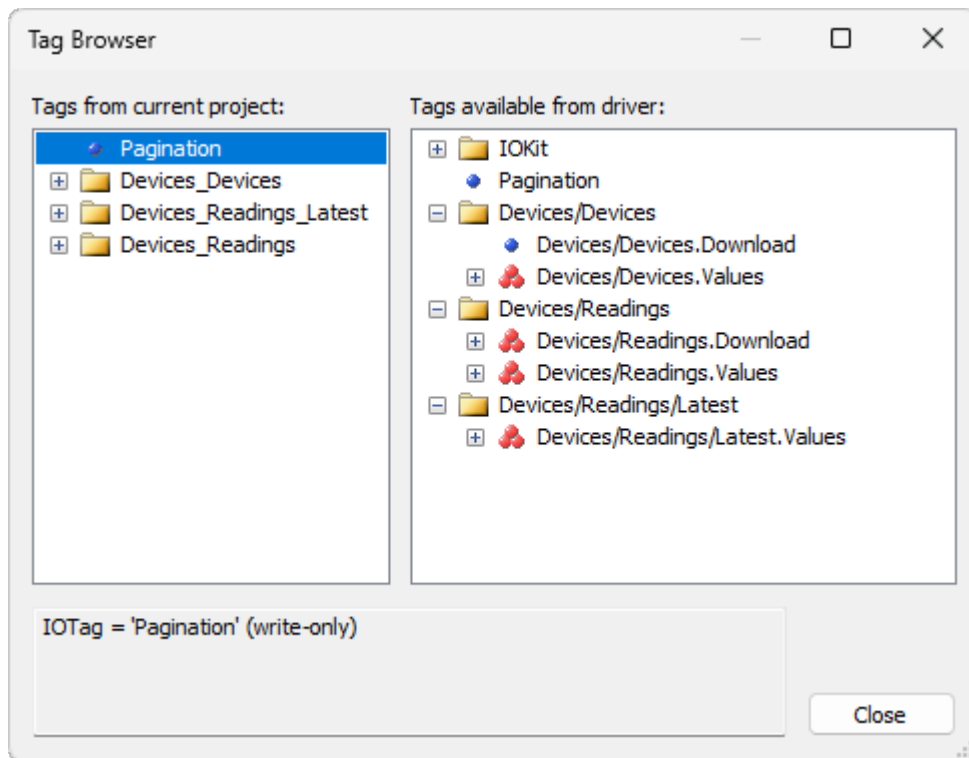 Tag Browser
Tags from current project:
Pagination
Devices_Devices
Devices_Readings_Latest
Devices_Readings
Tags available from driver:
IOKit
Pagination
Devices/Devices
Devices/Devices.Download
Devices/Devices.Values
Devices/Readings
Devices/Readings.Download
Devices/Readings.Values
Devices/Readings/Latest
Devices/Readings/Latest.Values
IOTag = 'Pagination' (write-only)
Close